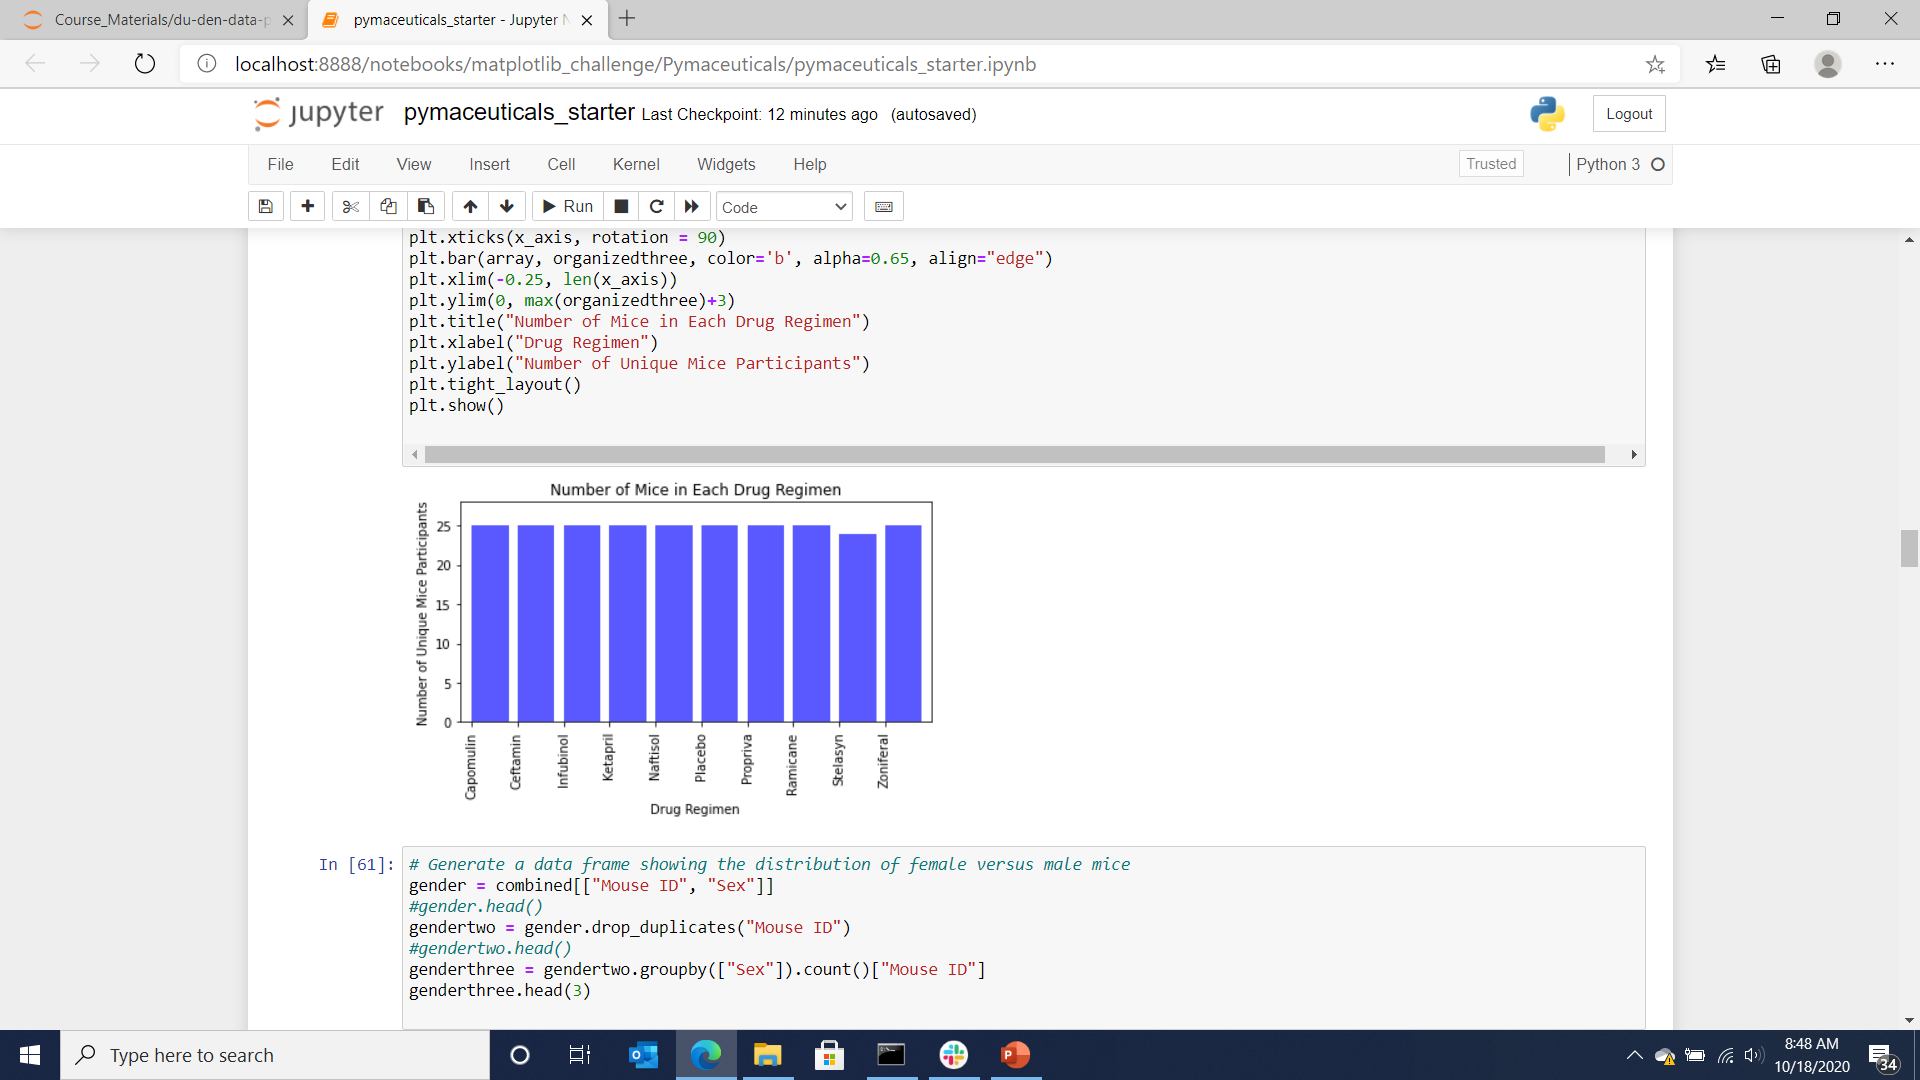 Course_Materials/du-den-data-p
pymaceuticals_starter - Jupyter N
localhost:8888/notebooks/matplotlib_challenge/Pymaceuticals/pymaceuticals_starter.ipynb
jupyter pymaceuticals_starter Last Checkpoint: 12 minutes ago (autosaved)
Logout
File Edit View Insert Cell Kernel Widgets Help
Trusted
Python 3
Run
Code
plt.xticks(x_axis, rotation = 90)
plt.bar(array, organizedthree, color='b', alpha=0.65, align="edge")
plt.xlim(-0.25, len(x_axis))
plt.ylim(0, max(organizedthree)+3)
plt.title("Number of Mice in Each Drug Regimen")
plt.xlabel("Drug Regimen")
plt.ylabel("Number of Unique Mice Participants")
plt.tight_layout()
plt.show()
Number of Mice in Each Drug Regimen
Number of Unique Mice Participants
25
20
15
10
5
0
Capomulin
Ceftamin
Infubinol
Ketapril
Naftisol
Placebo
Propriva
Ramicane
Stelasyn
Zoniferal
Drug Regimen
In [61]:
# Generate a data frame showing the distribution of female versus male mice
gender = combined[["Mouse ID", "Sex"]]
#gender.head()
gendertwo = gender.drop_duplicates("Mouse ID")
#gendertwo.head()
genderthree = gendertwo.groupby(["Sex"]).count()["Mouse ID"]
genderthree.head(3)
Type here to search
8:48 AM
10/18/2020
34